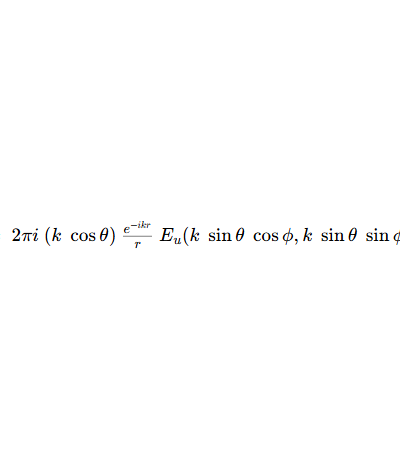 2πi (k cos θ) e^{-ikr}/r E_u(k sin θ cos ϕ, k sin θ sin ϕ